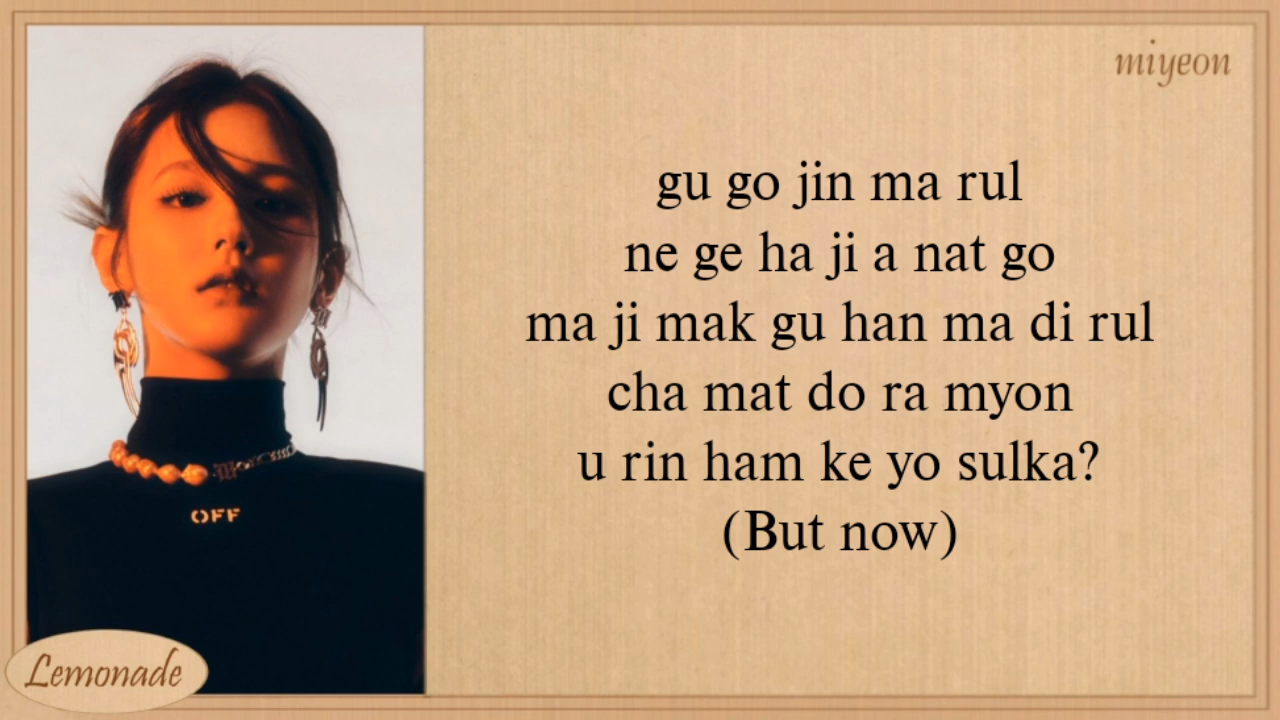 miyeon
gu go jin ma rul
ne ge ha ji a nat go
ma ji mak gu han ma di rul
cha mat do ra myon
u rin ham ke yo sulka?
(But now)
OFF
Lemonade